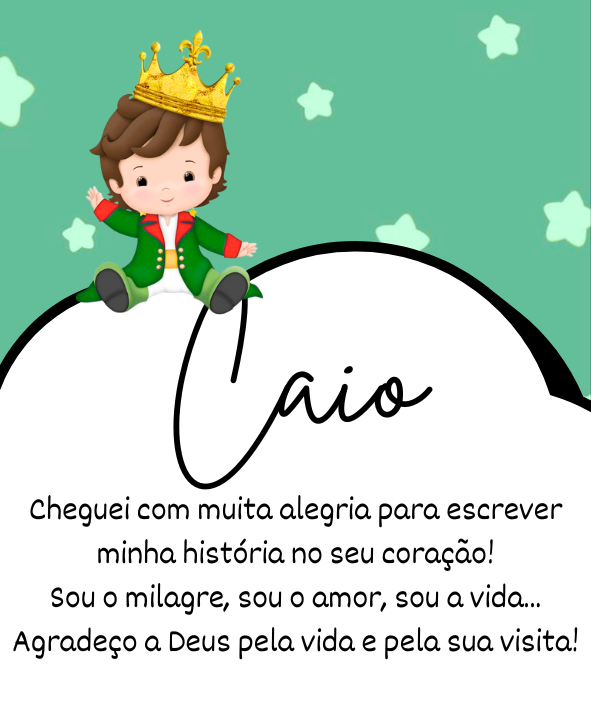 Caio
Cheguei com muita alegria para escrever
minha história no seu coração!
Sou o milagre, sou o amor, sou a vida...
Agradeço a Deus pela vida e pela sua visita!